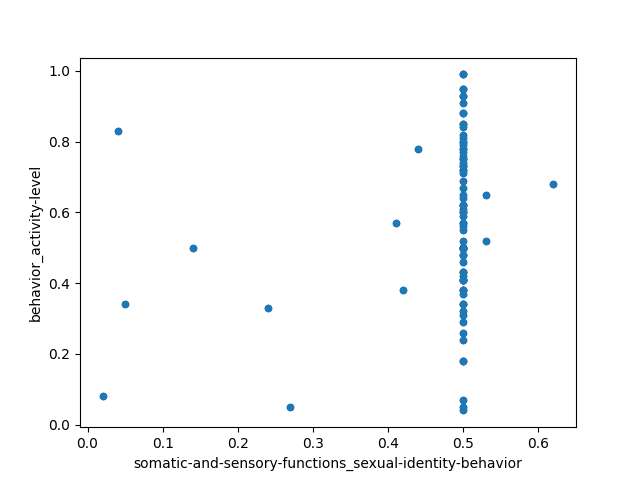 1.0
0.8
0.6
0.4
0.2
0.0
behavior_activity-level
0.0 0.1 0.2 0.3 0.4 0.5 0.6
somatic-and-sensory-functions_sexual-identity-behavior